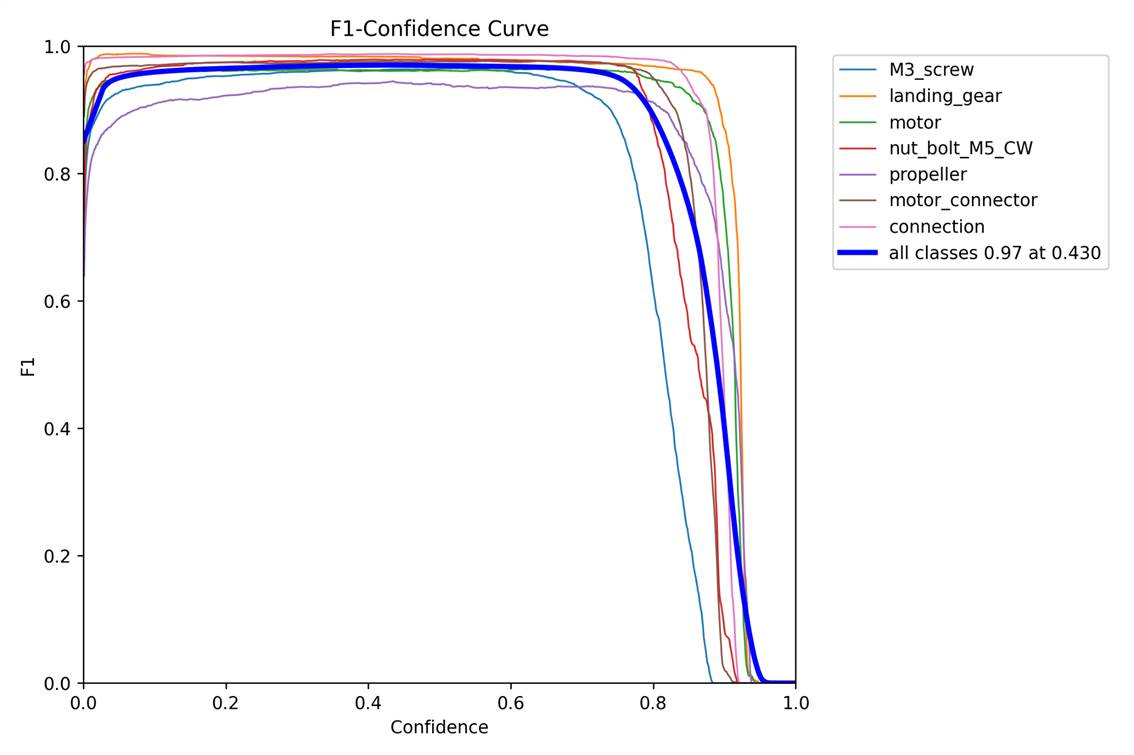 F1-Confidence Curve
1.0
0.8
0.6
0.4
0.2
0.0
F1
0.0 0.2 0.4 0.6 0.8 1.0
Confidence
M3_screw
landing_gear
motor
nut_bolt_M5_CW
propeller
motor_connector
connection
all classes 0.97 at 0.430